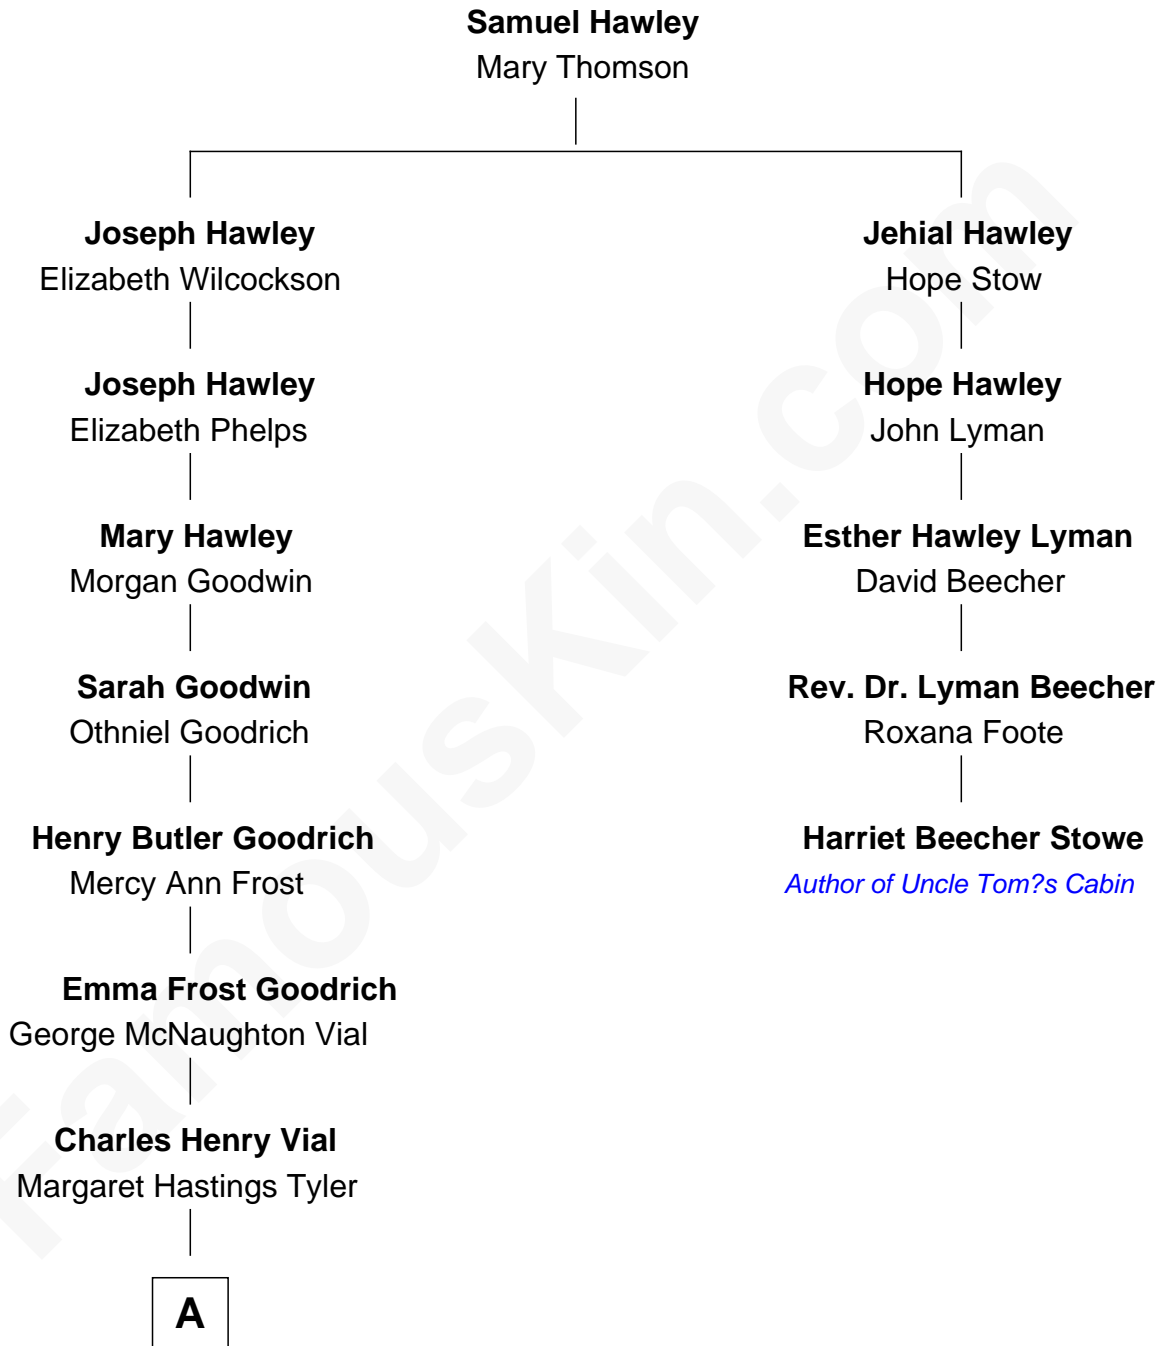 Samuel Hawley
Mary Thomson
Joseph Hawley
Elizabeth Wilcockson
Jehial Hawley
Hope Stow
Joseph Hawley
Elizabeth Phelps
Hope Hawley
John Lyman
Mary Hawley
Morgan Goodwin
Esther Hawley Lyman
David Beecher
Sarah Goodwin
Othniel Goodrich
Rev. Dr. Lyman Beecher
Roxana Foote
Henry Butler Goodrich
Mercy Ann Frost
Harriet Beecher Stowe
Author of Uncle Tom?s Cabin
Emma Frost Goodrich
George McNaughton Vial
Charles Henry Vial
Margaret Hastings Tyler
A
FamousKin.com